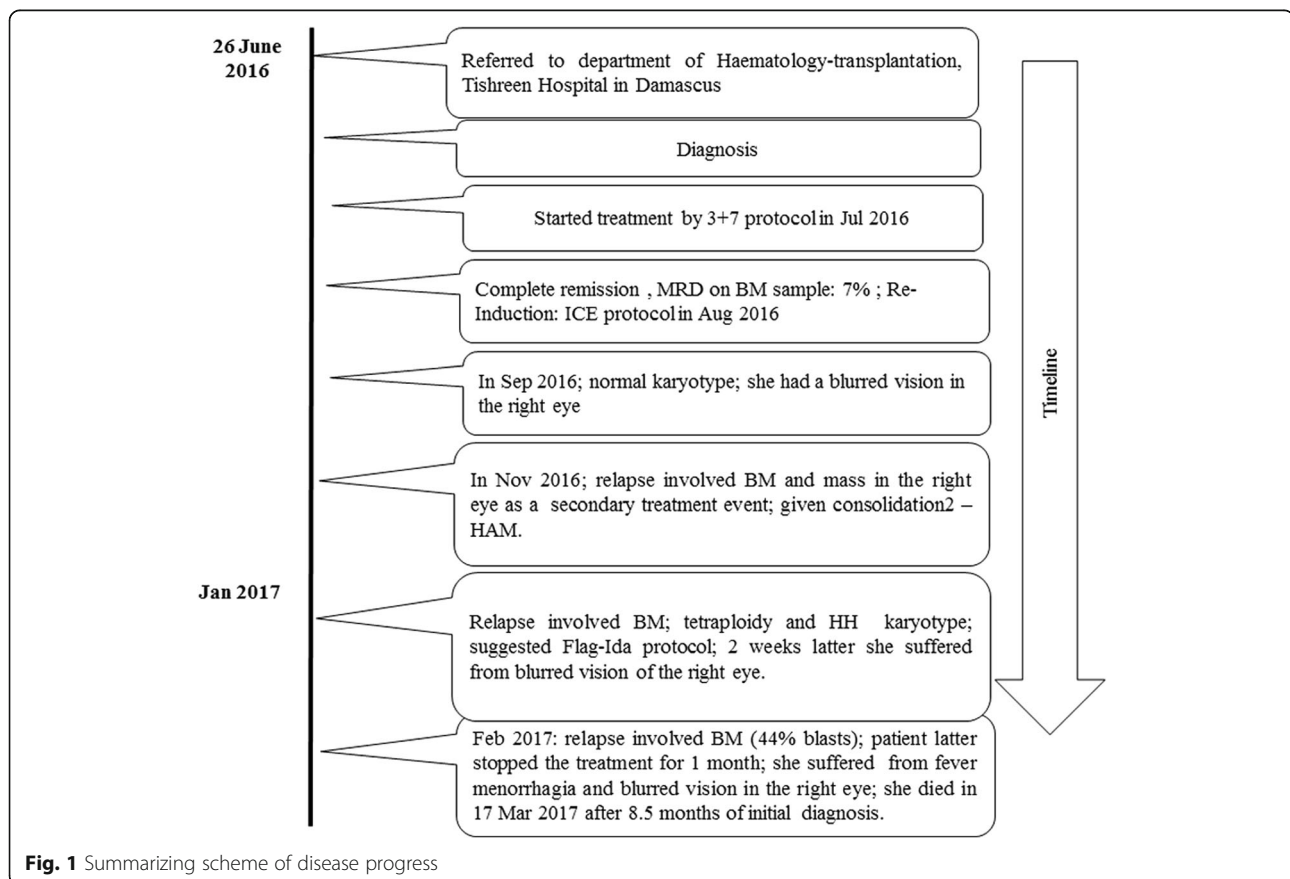 26 June
2016
Referred to department of Haematology-transplantation,
Tishreen Hospital in Damascus
Diagnosis
Started treatment by 3+7 protocol in Jul 2016
Complete remission , MRD on BM sample: 7% ; Re-
Induction: ICE protocol in Aug 2016
In Sep 2016; normal karyotype; she had a blurred vision in
the right eye
In Nov 2016; relapse involved BM and mass in the right
eye as a secondary treatment event; given consolidation2 –
HAM.
Jan 2017
Relapse involved BM; tetraploidy and HH karyotype;
suggested Flag-Ida protocol; 2 weeks latter she suffered
from blurred vision of the right eye.
Feb 2017: relapse involved BM (44% blasts); patient latter
stopped the treatment for 1 month; she suffered from fever
menorrhagia and blurred vision in the right eye; she died in
17 Mar 2017 after 8.5 months of initial diagnosis.
Timeline
Fig. 1 Summarizing scheme of disease progress